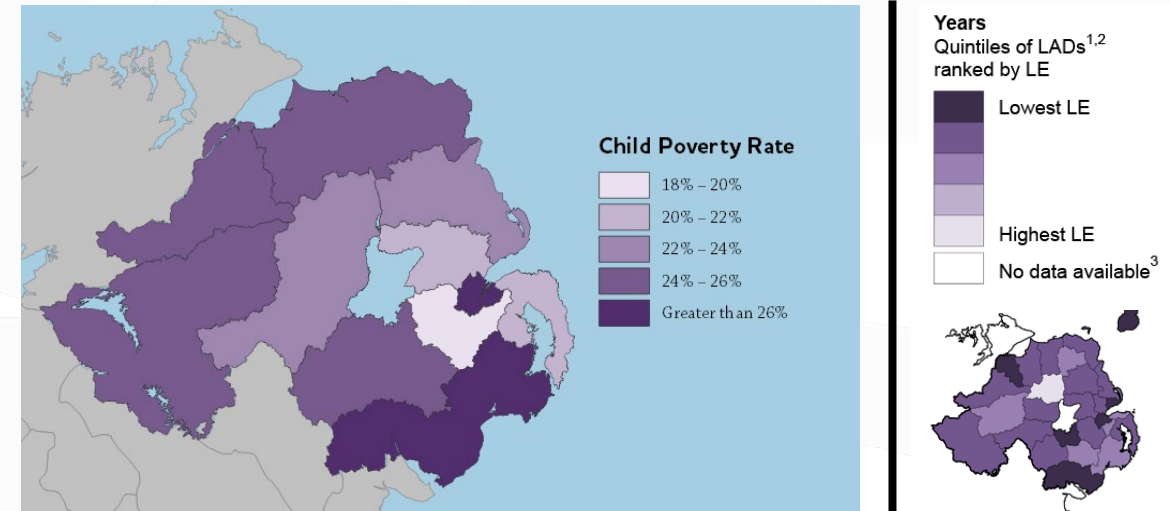 Child Poverty Rate
18% – 20%
20% – 22%
22% – 24%
24% – 26%
Greater than 26%
Years
Quintiles of LADs¹,²
ranked by LE
Lowest LE
Highest LE
No data available³